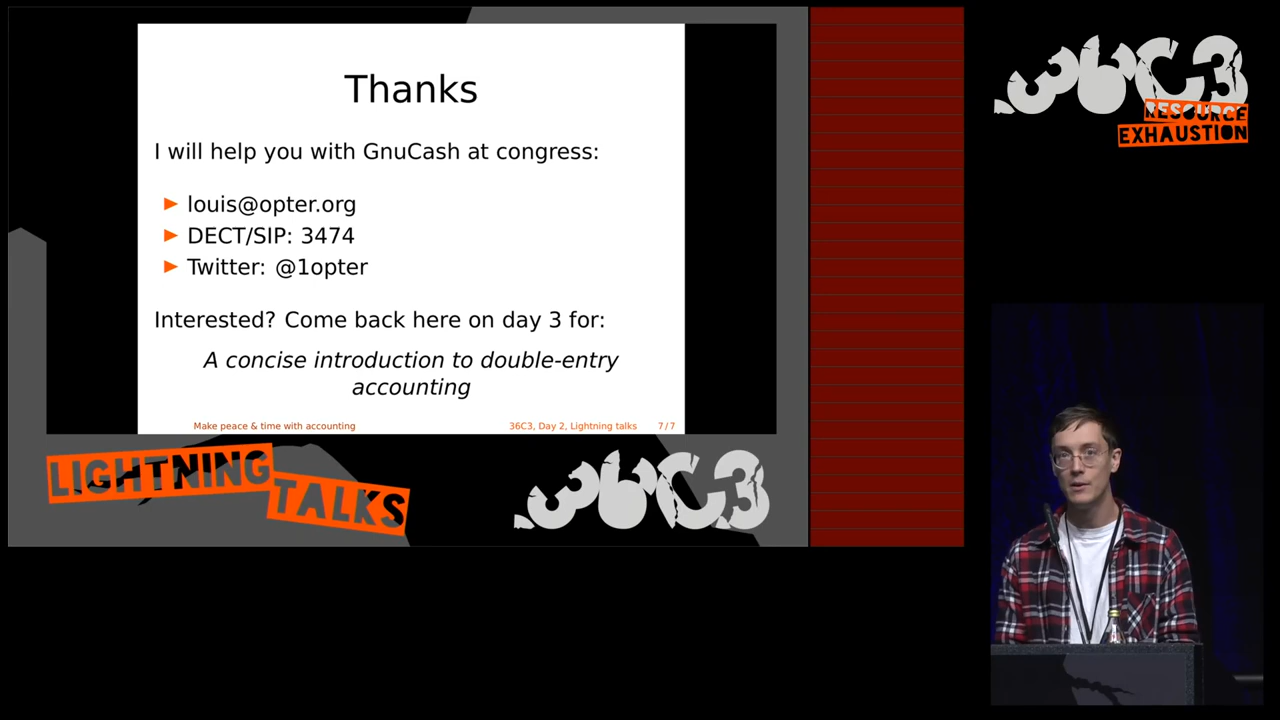 Thanks
I will help you with GnuCash at congress:
► louis@opter.org
► DECT/SIP: 3474
► Twitter: @1opter
Interested? Come back here on day 3 for:
A concise introduction to double-entry
accounting
Make peace & time with accounting
36C3, Day 2, Lightning talks
7/7
LIGHTNING
TALKS
36C3
36C3
RESOURCE
EXHAUSTION